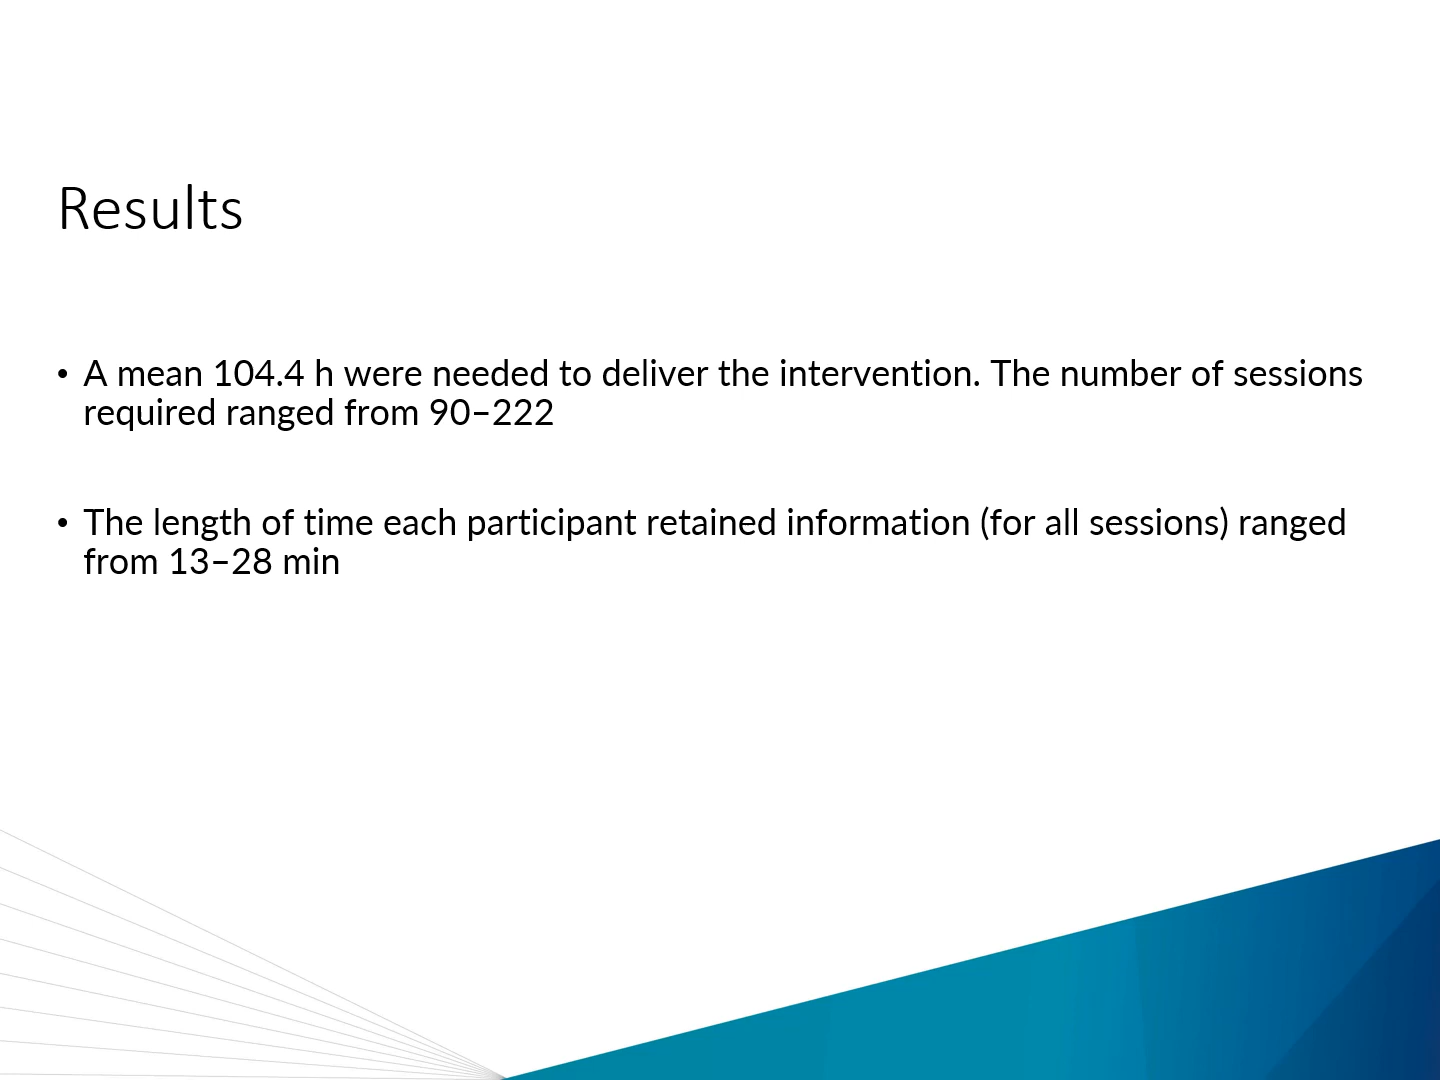 Results
• A mean 104.4 h were needed to deliver the intervention. The number of sessions
required ranged from 90–222
• The length of time each participant retained information (for all sessions) ranged
from 13–28 min